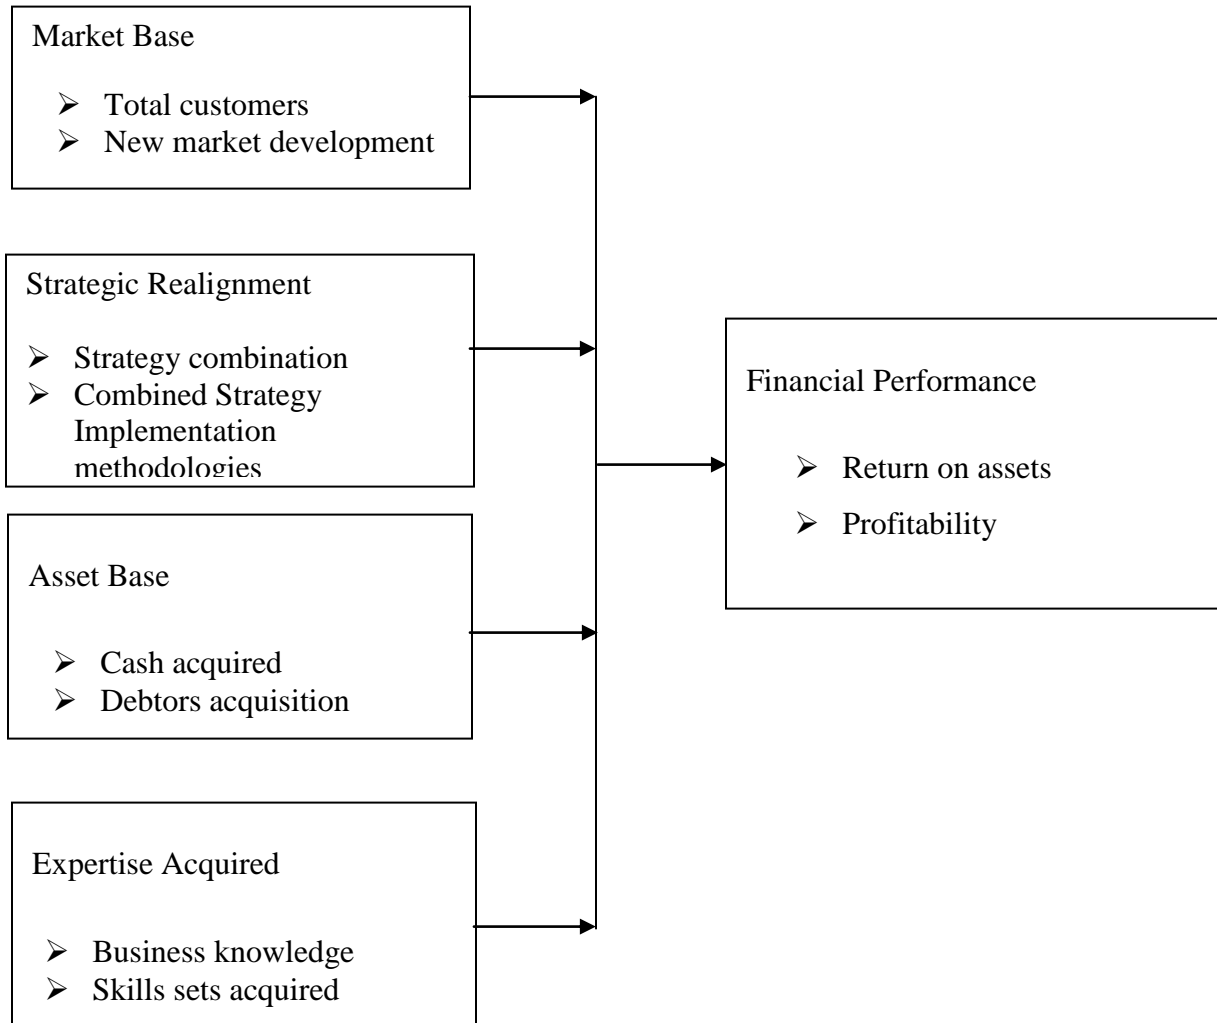 Market Base
➢ Total customers
➢ New market development
Strategic Realignment
➢ Strategy combination
➢ Combined Strategy
Implementation
methodologies
Asset Base
➢ Cash acquired
➢ Debtors acquisition
Expertise Acquired
➢ Business knowledge
➢ Skills sets acquired
Financial Performance
➢ Return on assets
➢ Profitability